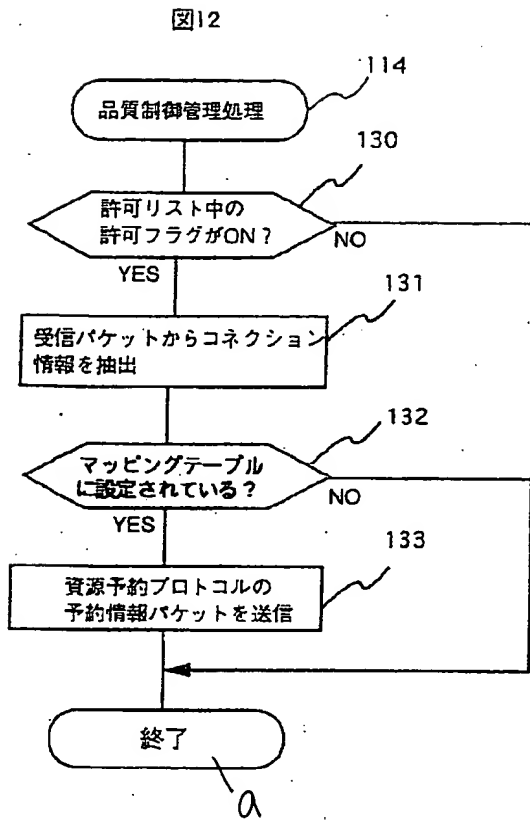 図12
114
品質制御管理処理
130
許可リスト中の
許可フラグがON?
NO
YES
131
受信パケットからコネクション
情報を抽出
132
マッピングテーブル
に設定されている?
NO
YES
133
資源予約プロトコルの
予約情報パケットを送信
終了
a